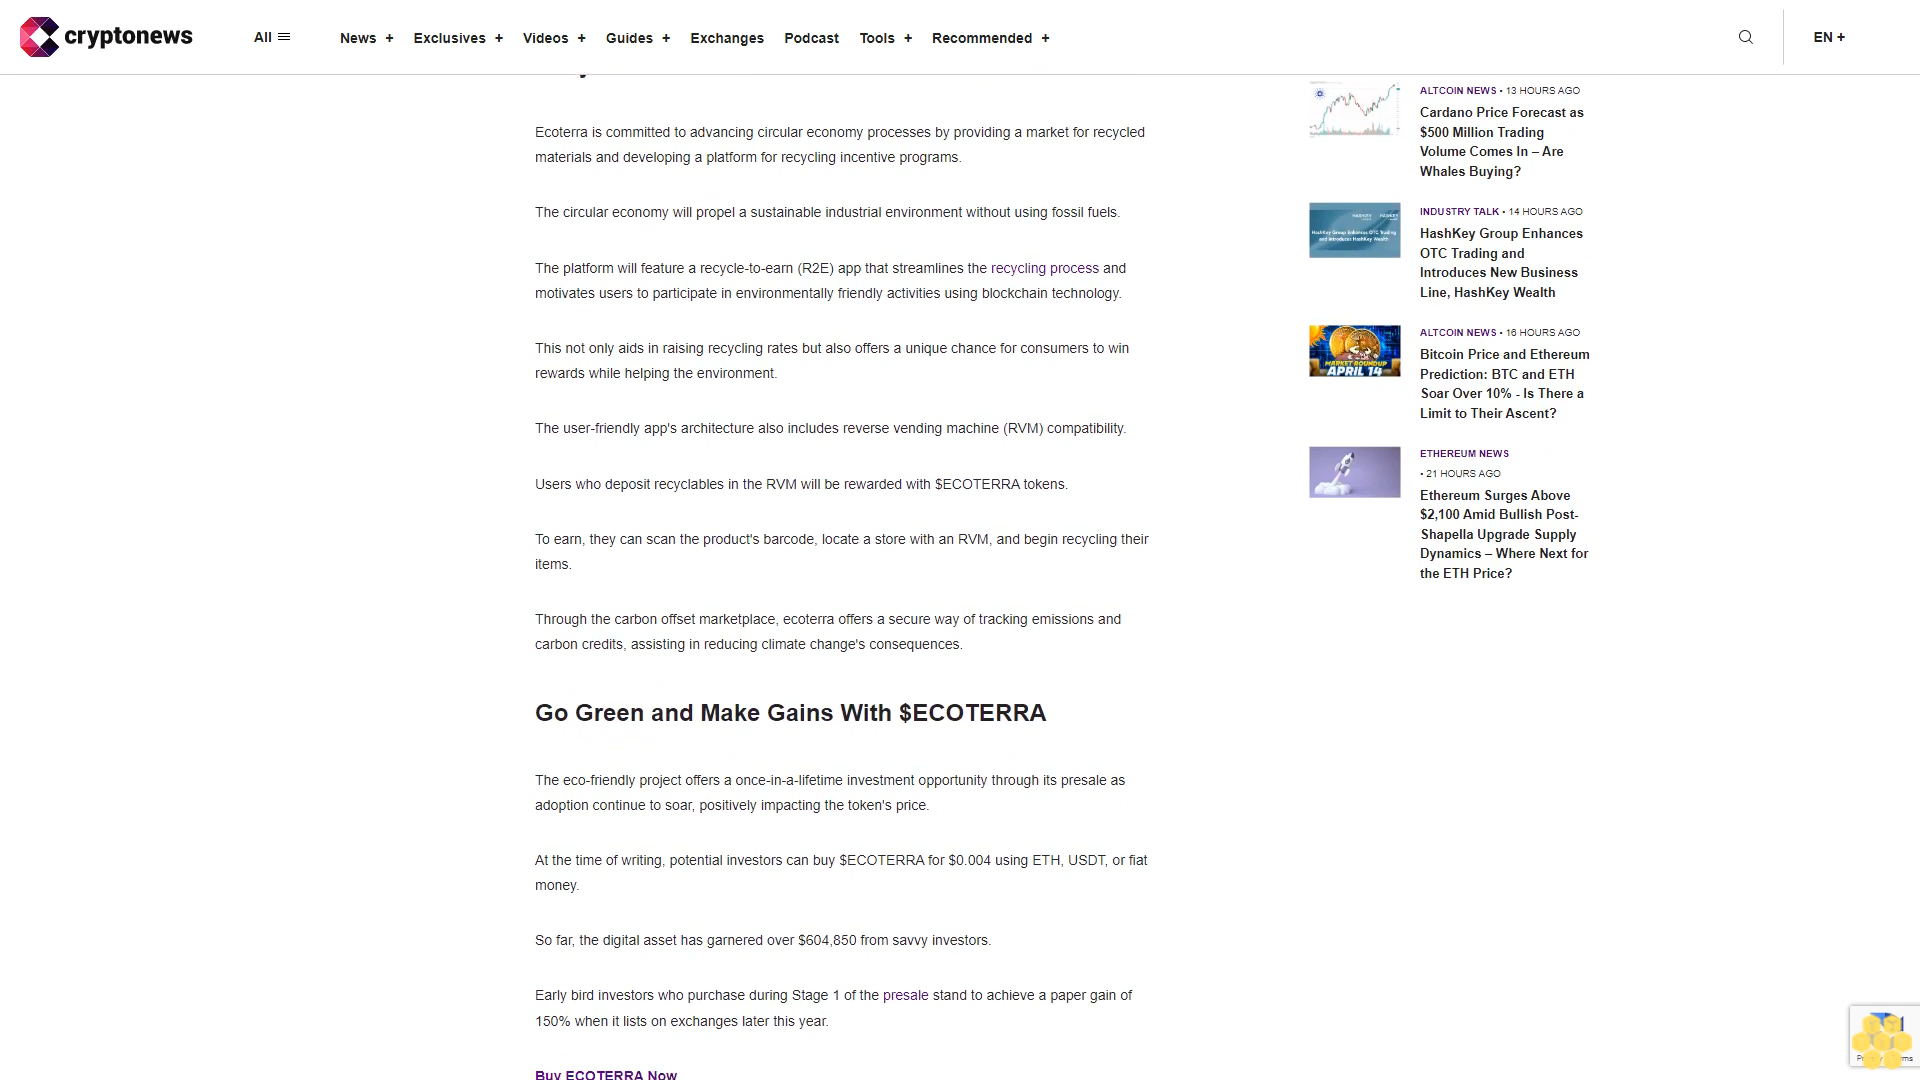 cryptonews
All
News +
Exclusives +
Videos +
Guides +
Exchanges
Podcast
Tools +
Recommended +
EN +
Ecoterra is committed to advancing circular economy processes by providing a market for recycled
materials and developing a platform for recycling incentive programs.
The circular economy will propel a sustainable industrial environment without using fossil fuels.
The platform will feature a recycle-to-earn (R2E) app that streamlines the recycling process and
motivates users to participate in environmentally friendly activities using blockchain technology.
This not only aids in raising recycling rates but also offers a unique chance for consumers to win
rewards while helping the environment.
The user-friendly app's architecture also includes reverse vending machine (RVM) compatibility.
Users who deposit recyclables in the RVM will be rewarded with $ECOTERRA tokens.
To earn, they can scan the product's barcode, locate a store with an RVM, and begin recycling their
items.
Through the carbon offset marketplace, ecoterra offers a secure way of tracking emissions and
carbon credits, assisting in reducing climate change's consequences.
Go Green and Make Gains With $ECOTERRA
The eco-friendly project offers a once-in-a-lifetime investment opportunity through its presale as
adoption continue to soar, positively impacting the token's price.
At the time of writing, potential investors can buy $ECOTERRA for $0.004 using ETH, USDT, or fiat
money.
So far, the digital asset has garnered over $604,850 from savvy investors.
Early bird investors who purchase during Stage 1 of the presale stand to achieve a paper gain of
150% when it lists on exchanges later this year.
Buy ECOTERRA Now
ALTCOIN NEWS • 13 HOURS AGO
Cardano Price Forecast as
$500 Million Trading
Volume Comes In – Are
Whales Buying?
HASHKEY
HASHKEY
HashKey Group Enhances OTC Trading
and Introduces HashKey Wealth
INDUSTRY TALK • 14 HOURS AGO
HashKey Group Enhances
OTC Trading and
Introduces New Business
Line, HashKey Wealth
MARKET ROUNDUP
APRIL 14
ALTCOIN NEWS • 16 HOURS AGO
Bitcoin Price and Ethereum
Prediction: BTC and ETH
Soar Over 10% - Is There a
Limit to Their Ascent?
ETHEREUM NEWS
• 21 HOURS AGO
Ethereum Surges Above
$2,100 Amid Bullish Post-
Shapella Upgrade Supply
Dynamics – Where Next for
the ETH Price?